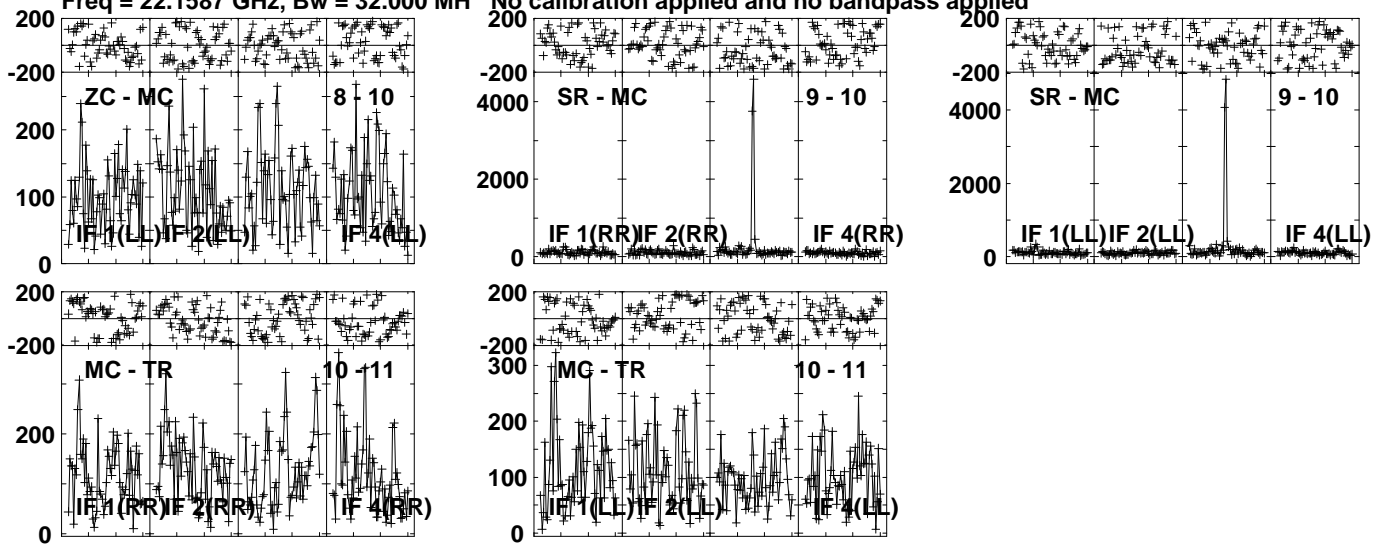 Freq = 22.1587 GHz, Bw = 32.000 MH No calibration applied and no bandpass applied
200
-200
ZC - MC 8 - 10
200
100
0
IF 1(LL) IF 2(LL) IF 4(LL)
200
-200
SR - MC 9 - 10
4000
2000
0
IF 1(RR) IF 2(RR) IF 4(RR)
200
-200
SR - MC 9 - 10
4000
2000
0
IF 1(LL) IF 2(LL) IF 4(LL)
200
-200
MC - TR 10 - 11
200
0
IF 1(RR) IF 2(RR) IF 4(RR)
200
-200
MC - TR 10 - 11
300
200
100
0
IF 1(LL) IF 2(LL) IF 4(LL)